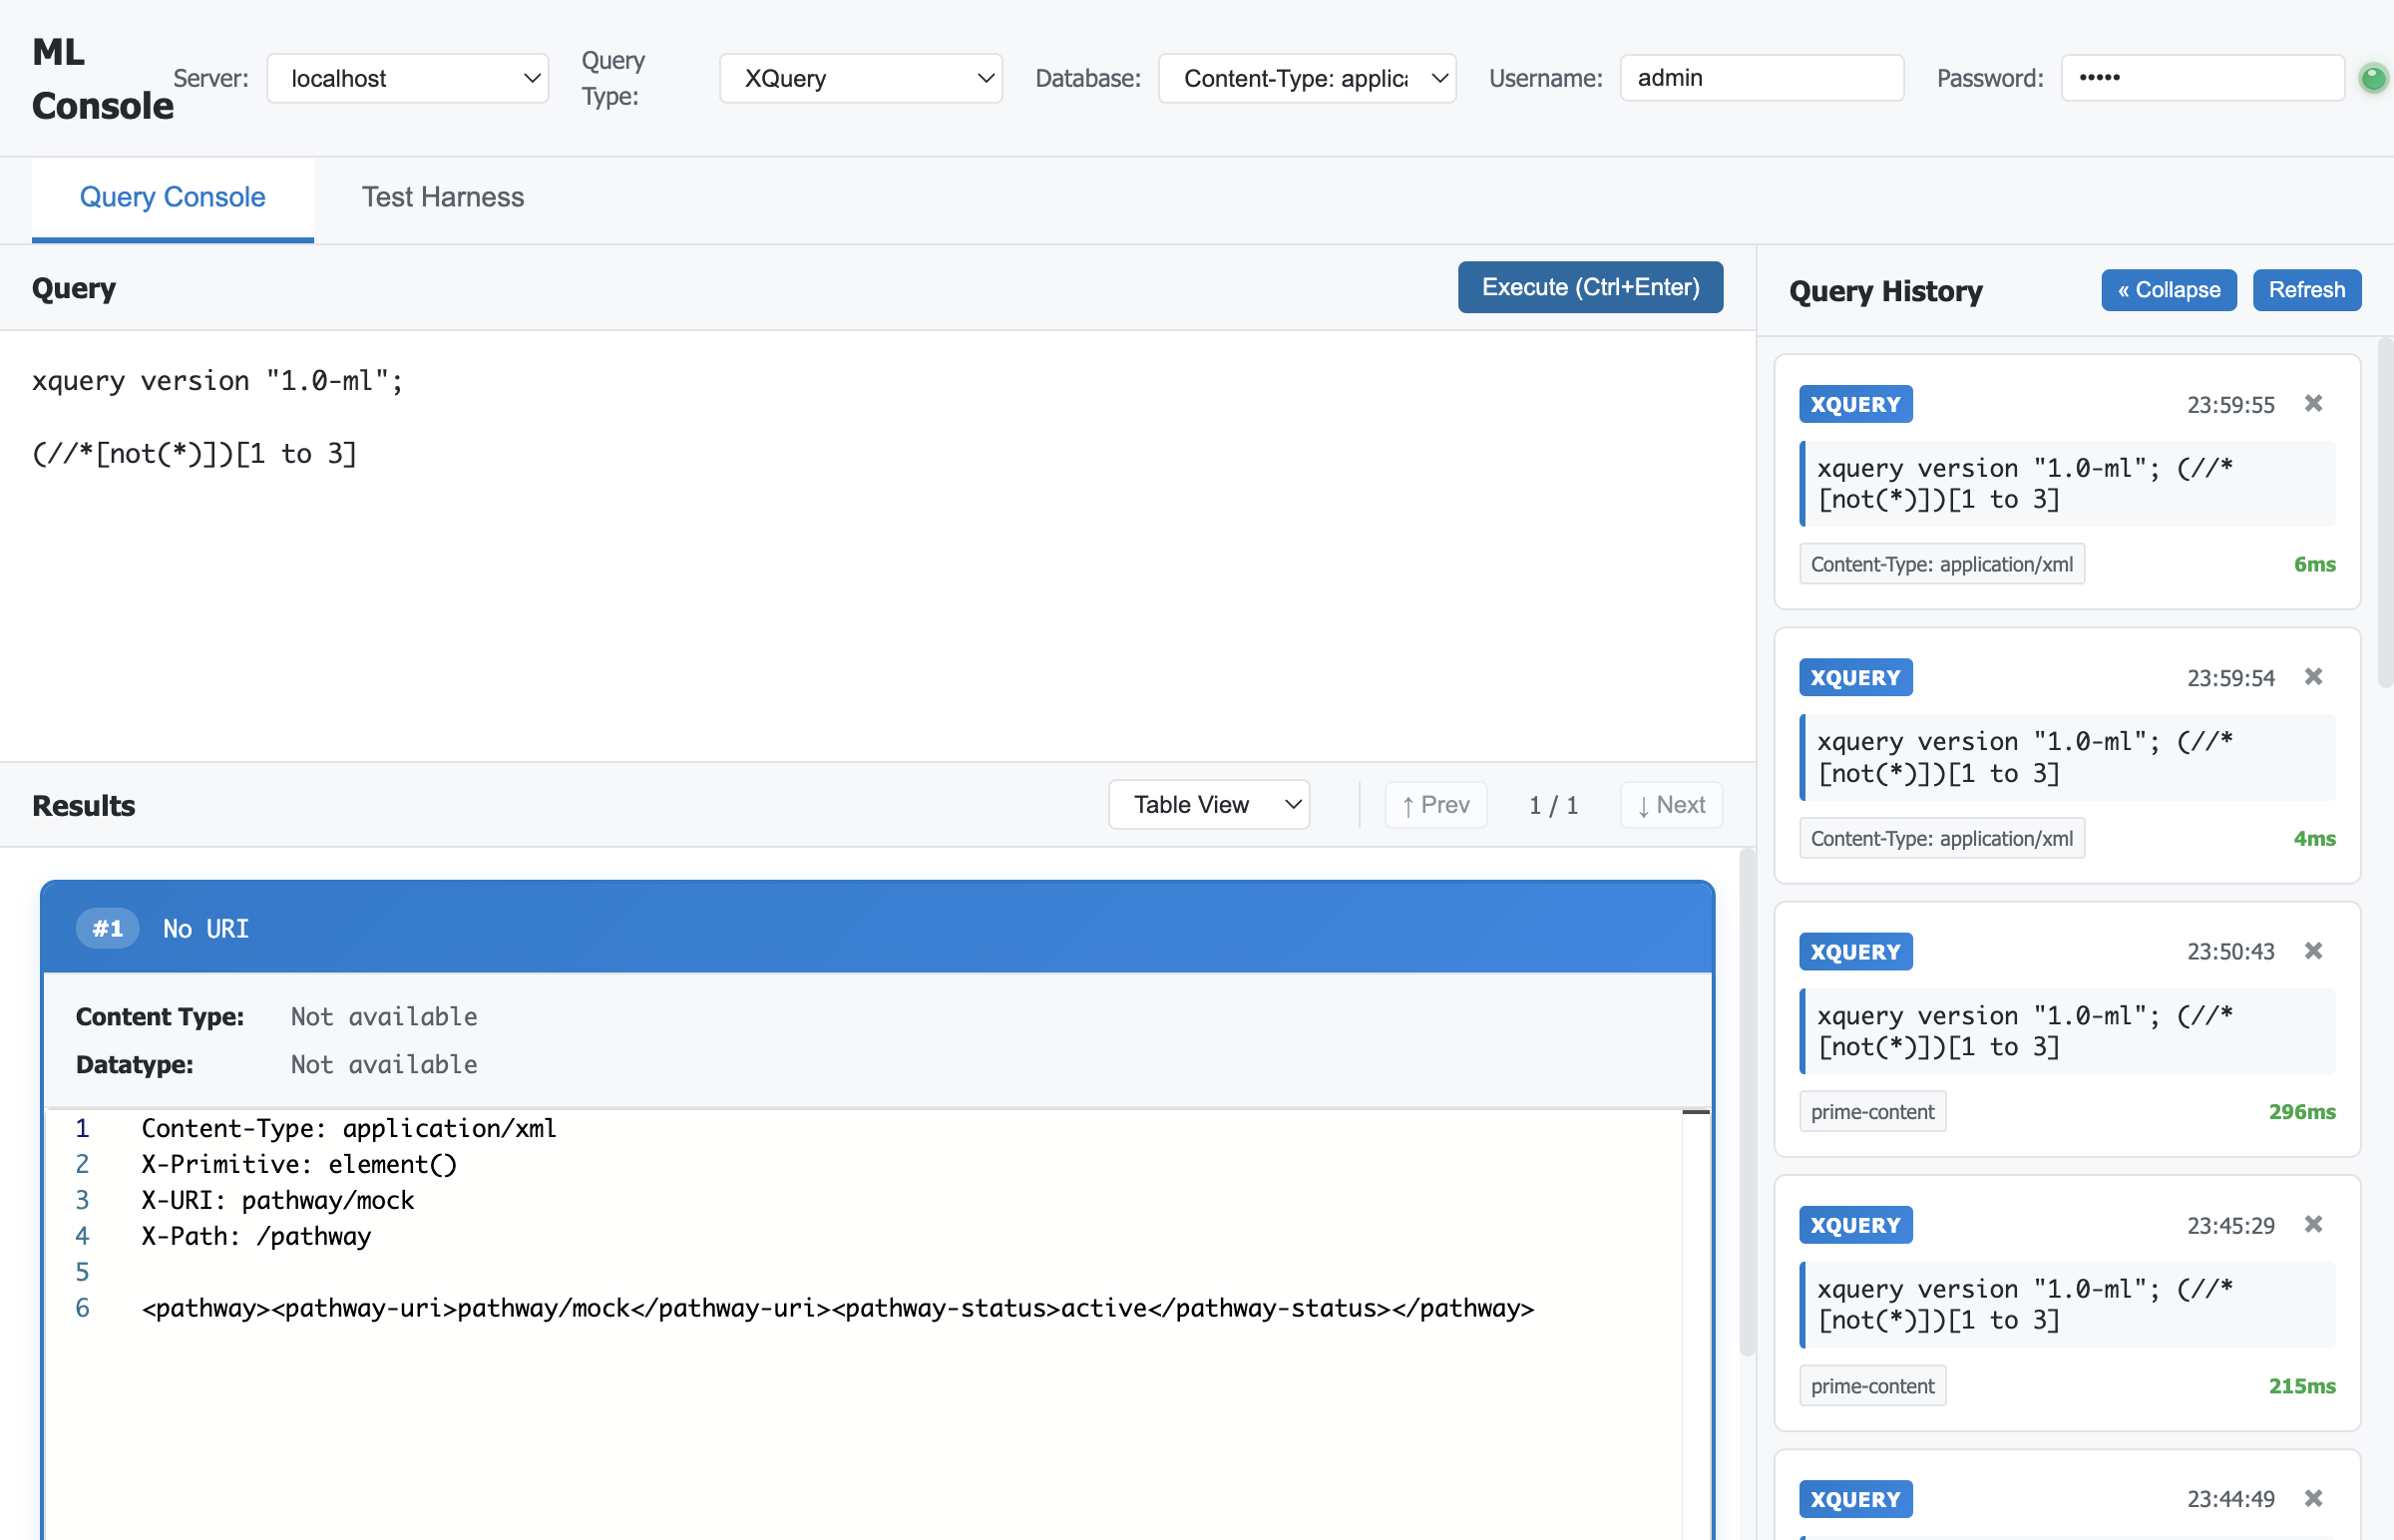 ML
Console
Server:
localhost
Query
Type:
XQuery
Database:
Content-Type: applic
Username:
admin
Password:
•••••
Query Console
Test Harness
Query
Execute (Ctrl+Enter)
xquery version "1.0-ml";
(//*[not(*)])[1 to 3]
Results
Table View
↑ Prev
1 / 1
↓ Next
#1
No URI
Content Type:
Not available
Datatype:
Not available
1 Content-Type: application/xml
2 X-Primitive: element()
3 X-URI: pathway/mock
4 X-Path: /pathway
5
6 <pathway><pathway-uri>pathway/mock</pathway-uri><pathway-status>active</pathway-status></pathway>
Query History
« Collapse
Refresh
XQUERY
23:59:55
xquery version "1.0-ml"; (//*
[not(*)])[1 to 3]
Content-Type: application/xml
6ms
XQUERY
23:59:54
xquery version "1.0-ml"; (//*
[not(*)])[1 to 3]
Content-Type: application/xml
4ms
XQUERY
23:50:43
xquery version "1.0-ml"; (//*
[not(*)])[1 to 3]
prime-content
296ms
XQUERY
23:45:29
xquery version "1.0-ml"; (//*
[not(*)])[1 to 3]
prime-content
215ms
XQUERY
23:44:49